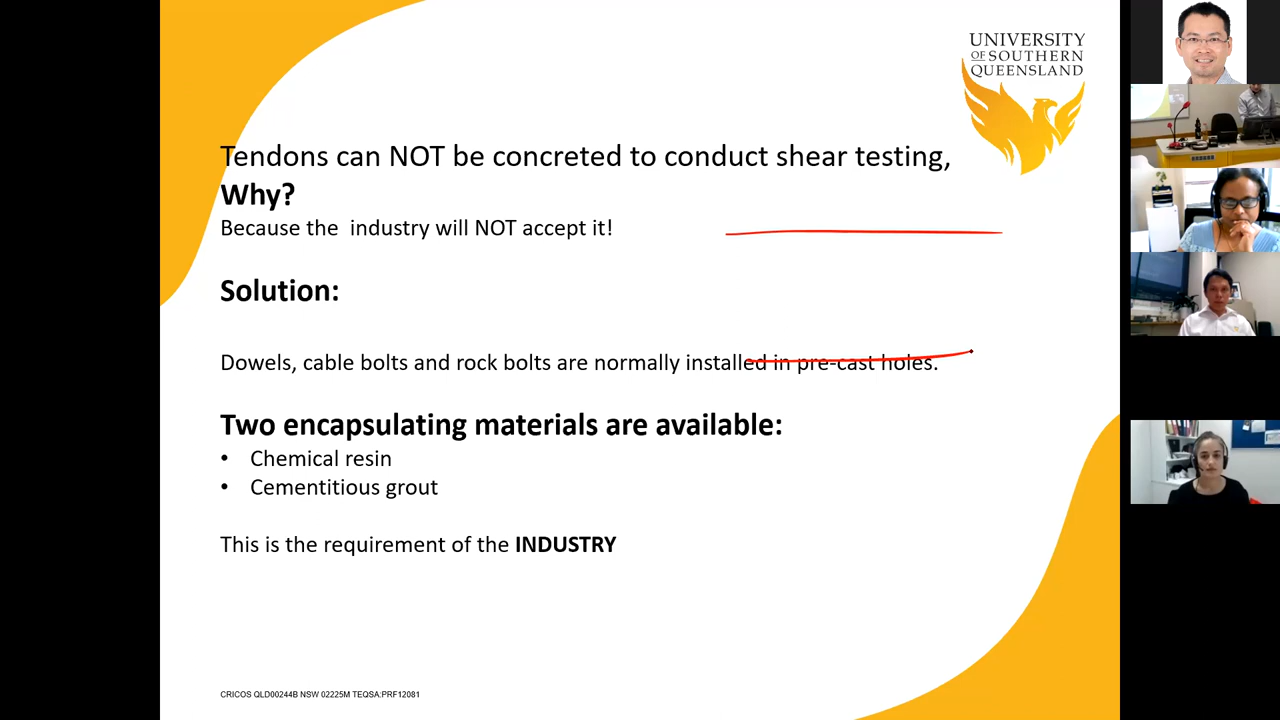 UNIVERSITY
OF SOUTHERN
QUEENSLAND
Tendons can NOT be concreted to conduct shear testing,
Why?
Because the industry will NOT accept it!
Solution:
Dowels, cable bolts and rock bolts are normally installed in pre-cast holes.
Two encapsulating materials are available:
• Chemical resin
• Cementitious grout
This is the requirement of the INDUSTRY
CRICOS QLD00244B NSW 02225M TEQSA:PRF12081